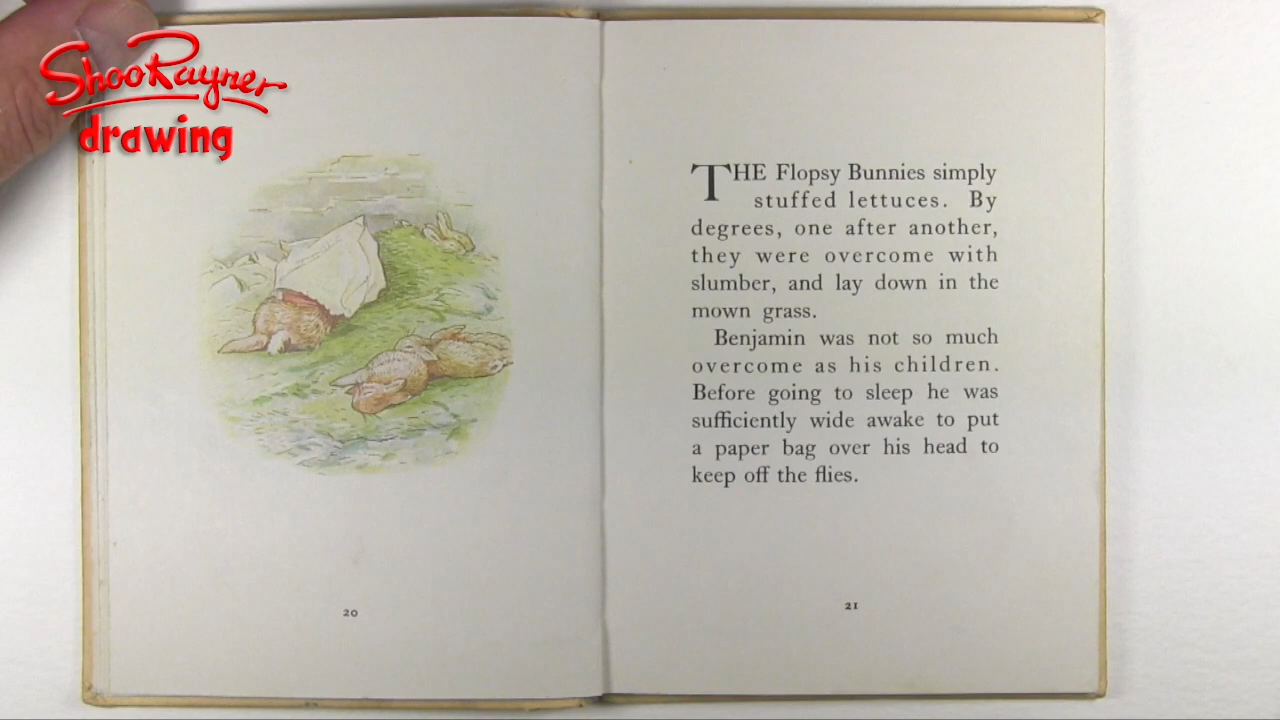 ShooRayner
drawing
THE Flopsy Bunnies simply
stuffed lettuces. By
degrees, one after another,
they were overcome with
slumber, and lay down in the
mown grass.
Benjamin was not so much
overcome as his children.
Before going to sleep he was
sufficiently wide awake to put
a paper bag over his head to
keep off the flies.
20
21